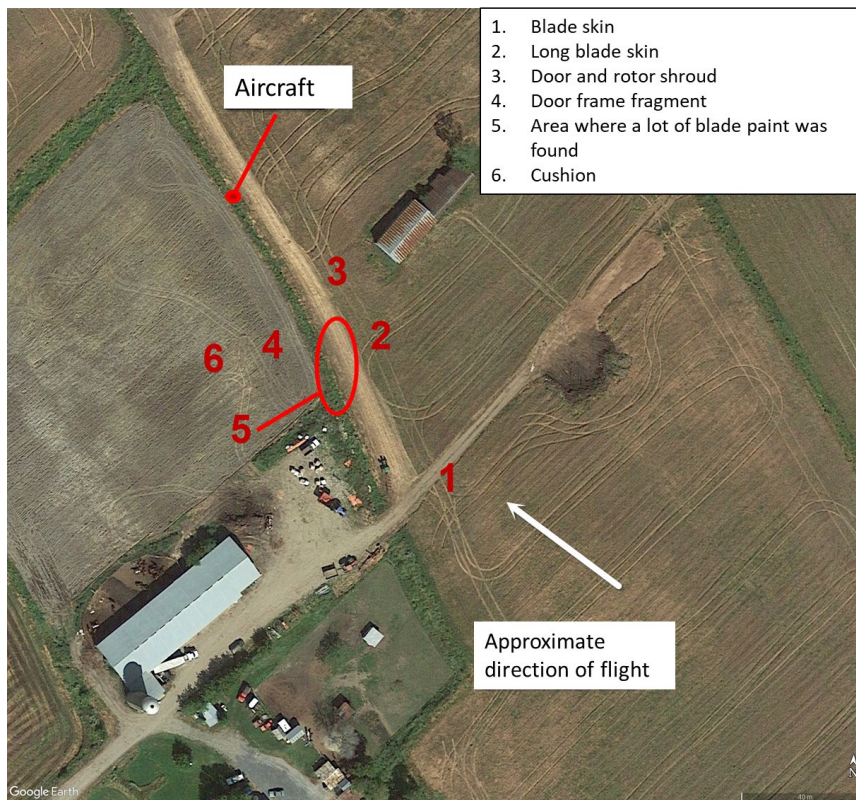 1. Blade skin
2. Long blade skin
3. Door and rotor shroud
4. Door frame fragment
5. Area where a lot of blade paint was
found
6. Cushion
Aircraft
3
2
4
6
5
1
Approximate
direction of flight
N
Google Earth
40 m